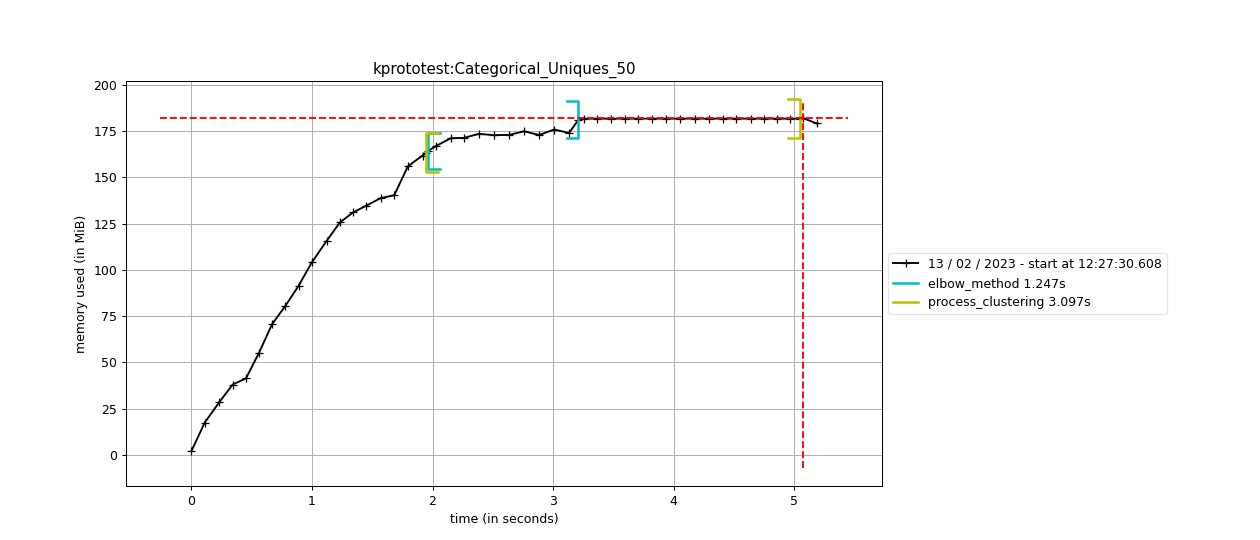 kprototest:Categorical_Uniques_50
200
175
150
125
100
75
50
25
0
memory used (in MiB)
0 1 2 3 4 5
time (in seconds)
13 / 02 / 2023 - start at 12:27:30.608
elbow_method 1.247s
process_clustering 3.097s